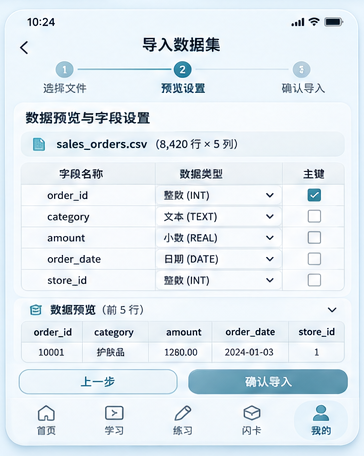 10:24
导入数据集
1 2 3
选择文件 预览设置 确认导入
数据预览与字段设置
sales_orders.csv（8,420 行 × 5 列）
字段名称 数据类型 主键
order_id 整数 (INT)
category 文本 (TEXT)
amount 小数 (REAL)
order_date 日期 (DATE)
store_id 整数 (INT)
数据预览（前 5 行）
order_id category amount order_date store_id
10001 护肤品 1280.00 2024-01-03 1
上一步 确认导入
首页 学习 练习 闪卡 我的